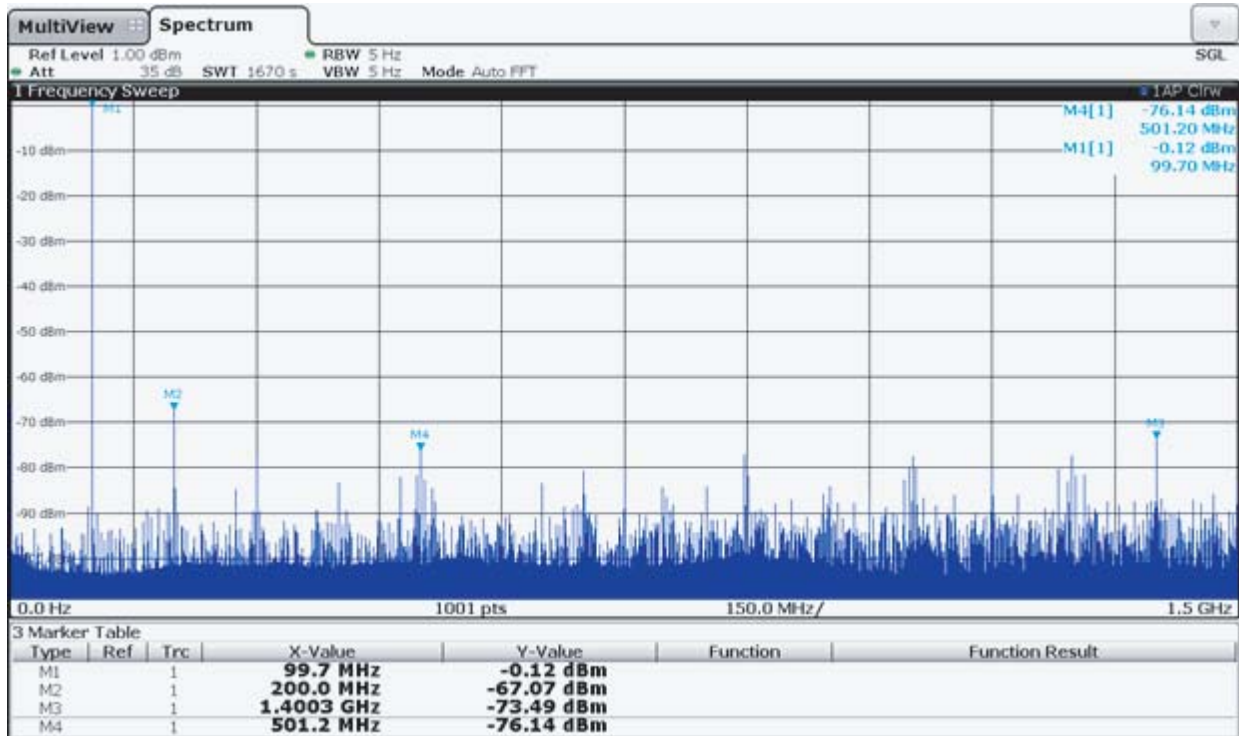 MultiView Spectrum
Ref Level 1.00 dBm RBW 5 Hz SGL
Att 35 dB SWT 1670 s VBW 5 Hz Mode Auto FFT
1 Frequency Sweep 1AP Clrw
M1 M4[1] -76.14 dBm
501.20 MHz
-10 dBm M1[1] -0.12 dBm
99.70 MHz
-20 dBm
-30 dBm
-40 dBm
-50 dBm
-60 dBm
M2
-70 dBm
M4 M3
-80 dBm
-90 dBm
0.0 Hz 1001 pts 150.0 MHz/ 1.5 GHz
3 Marker Table
Type Ref Trc X-Value Y-Value Function Function Result
M1 1 99.7 MHz -0.12 dBm
M2 1 200.0 MHz -67.07 dBm
M3 1 1.4003 GHz -73.49 dBm
M4 1 501.2 MHz -76.14 dBm